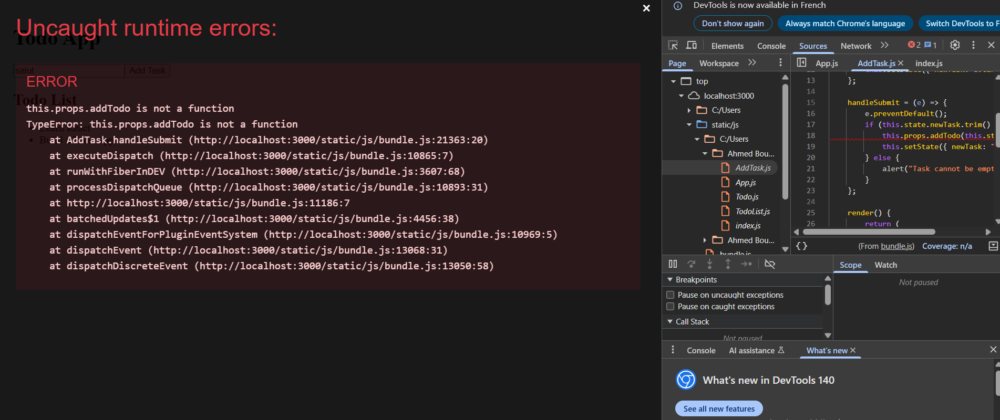 Uncaught runtime errors:
Todo App
salut
Add Task
ERROR
Todo List
this.props.addTodo is not a function
TypeError: this.props.addTodo is not a function
Learn React
at AddTask.handleSubmit (http://localhost:3000/static/js/bundle.js:21363:20)
at executeDispatch (http://localhost:3000/static/js/bundle.js:10865:7)
at runWithFiberInDEV (http://localhost:3000/static/js/bundle.js:3607:68)
at processDispatchQueue (http://localhost:3000/static/js/bundle.js:10893:31)
at http://localhost:3000/static/js/bundle.js:11186:7
at batchedUpdates$1 (http://localhost:3000/static/js/bundle.js:4456:38)
at dispatchEventForPluginEventSystem (http://localhost:3000/static/js/bundle.js:10969:5)
at dispatchEvent (http://localhost:3000/static/js/bundle.js:13068:31)
at dispatchDiscreteEvent (http://localhost:3000/static/js/bundle.js:13050:58)
DevTools is now available in French
Don't show again
Always match Chrome's language
Switch DevTools to F
Elements Console Sources Network 2 1
Page Workspace
top
localhost:3000
C:/Users
static/js
C:/Users
Ahmed Bou...
AddTask.js
App.js
Todo.js
TodoList.js
index.js
Ahmed Bou...
bundle.js
App.js AddTask.js index.js
13 };
14
15 handleSubmit = (e) => {
16 e.preventDefault();
17 if (this.state.newTask.trim()
18 this.props.addTodo(this.st
19 this.setState({ newTask: "
20 } else {
21 alert("Task cannot be empt
22 }
23 };
24
25 render() {
26 return (
{} (From bundle.js) Coverage: n/a
Breakpoints
Pause on uncaught exceptions
Pause on caught exceptions
Call Stack
Not paused
Scope Watch
Not paused
Console AI assistance What's new
What's new in DevTools 140
See all new features